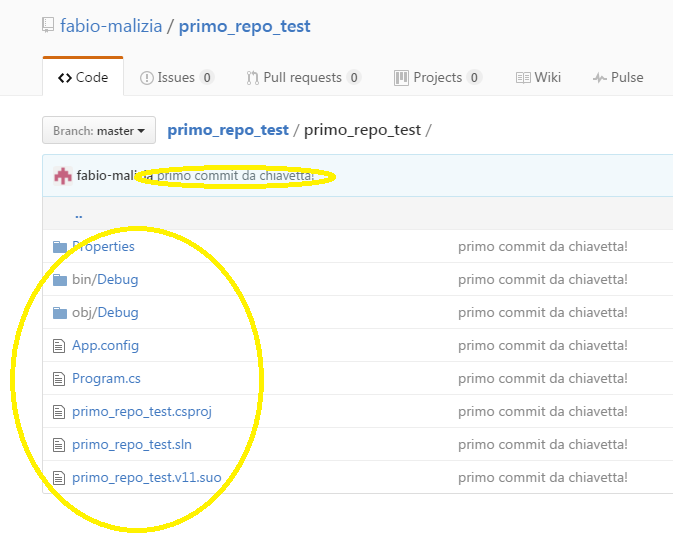 fabio-malizia / primo_repo_test
Code Issues 0 Pull requests 0 Projects 0 Wiki Pulse
Branch: master primo_repo_test / primo_repo_test /
fabio-malizia primo commit da chiavetta!
..
Properties primo commit da chiavetta!
bin/Debug primo commit da chiavetta!
obj/Debug primo commit da chiavetta!
App.config primo commit da chiavetta!
Program.cs primo commit da chiavetta!
primo_repo_test.csproj primo commit da chiavetta!
primo_repo_test.sln primo commit da chiavetta!
primo_repo_test.v11.suo primo commit da chiavetta!